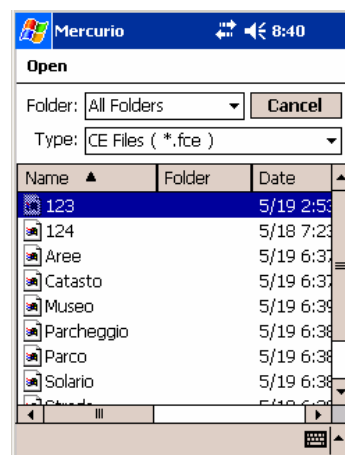 Mercurio 8:40
Open
Folder: All Folders Cancel
Type: CE Files ( *.fce )
Name Folder Date
123 5/19 2:53
124 5/18 7:23
Aree 5/19 6:37
Catasto 5/19 6:37
Museo 5/19 6:39
Parcheggio 5/19 6:38
Parco 5/19 6:38
Solario 5/19 6:38